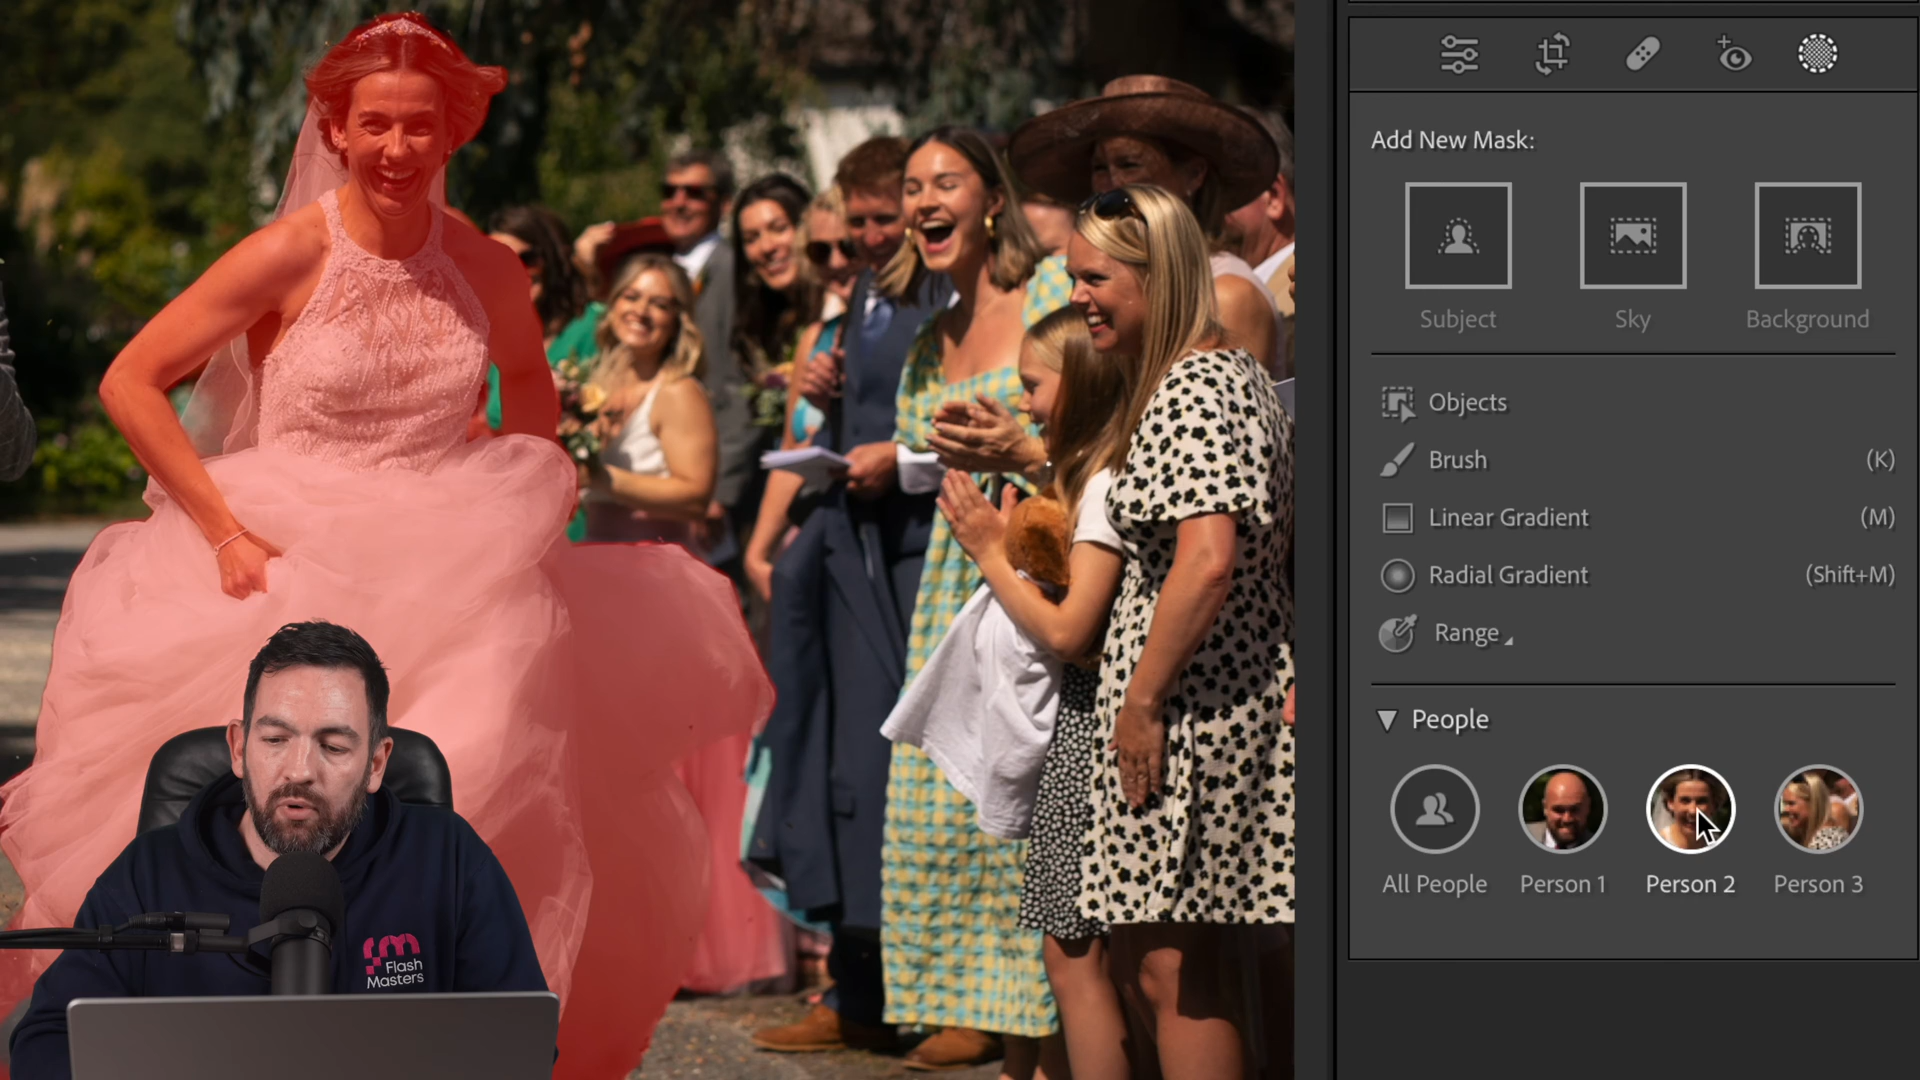 Add New Mask:
Subject Sky Background
Objects
Brush (K)
Linear Gradient (M)
Radial Gradient (Shift+M)
Range
People
All People Person 1 Person 2 Person 3
fm
Flash
Masters